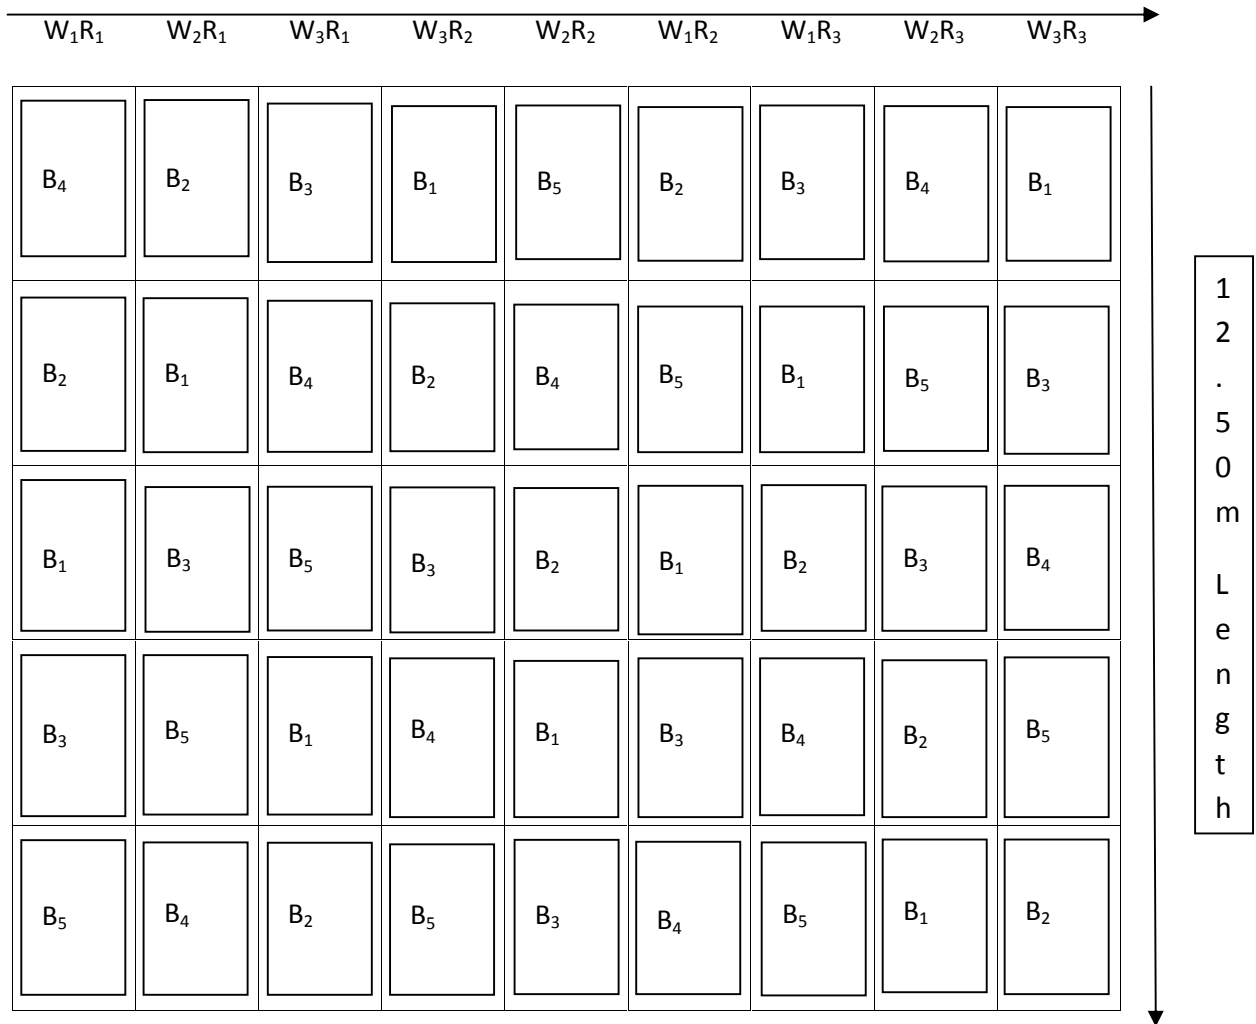 W₁R₁ W₂R₁ W₃R₁ W₃R₂ W₂R₂ W₁R₂ W₁R₃ W₂R₃ W₃R₃
B₄ B₂ B₃ B₁ B₅ B₂ B₃ B₄ B₁
B₂ B₁ B₄ B₂ B₄ B₅ B₁ B₅ B₃
B₁ B₃ B₅ B₃ B₂ B₁ B₂ B₃ B₄
B₃ B₅ B₁ B₄ B₁ B₃ B₄ B₂ B₅
B₅ B₄ B₂ B₅ B₃ B₄ B₅ B₁ B₂
12.50m Length